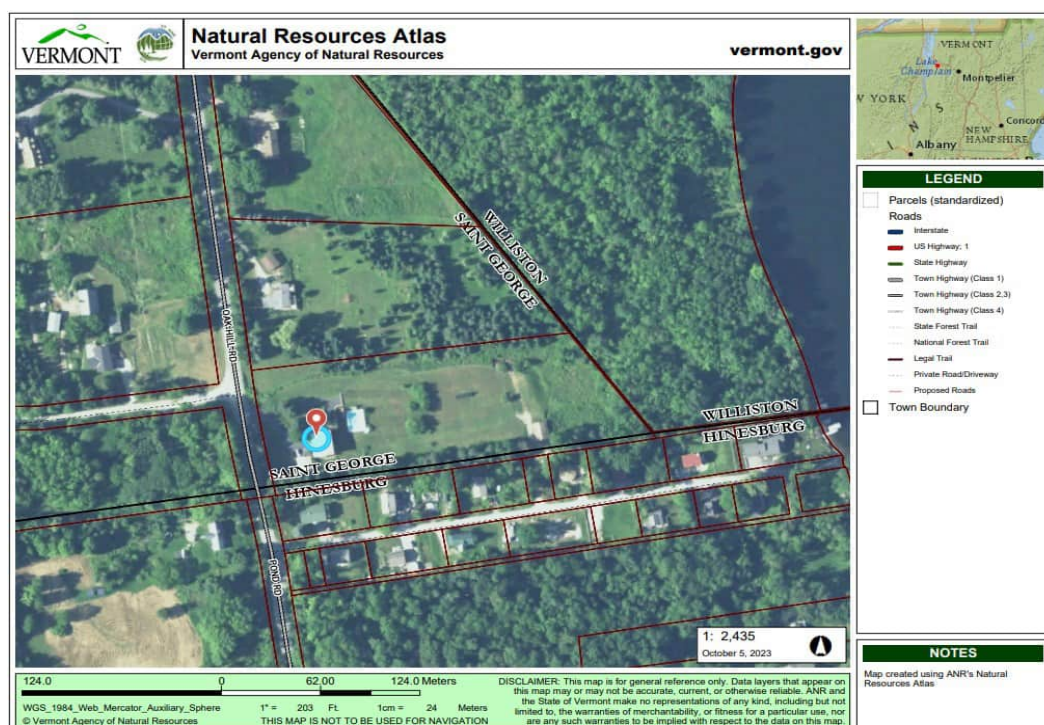 VERMONT
Natural Resources Atlas
Vermont Agency of Natural Resources
vermont.gov
WILLISTON
SAINT GEORGE
OAK HILL RD
WILLISTON
HINESBURG
SAINT GEORGE
HINESBURG
POND RD
1: 2,435
October 5, 2023
VERMONT
Lake
Champlain
Montpelier
W YORK
Concord
NEW
HAMPSHIRE
Albany
LEGEND
Parcels (standardized)
Roads
Interstate
US Highway; 1
State Highway
Town Highway (Class 1)
Town Highway (Class 2,3)
Town Highway (Class 4)
State Forest Trail
National Forest Trail
Legal Trail
Private Road/Driveway
Proposed Roads
Town Boundary
NOTES
Map created using ANR's Natural
Resources Atlas
124.0 0 62.00 124.0 Meters
WGS_1984_Web_Mercator_Auxiliary_Sphere 1" = 203 Ft. 1cm = 24 Meters
© Vermont Agency of Natural Resources THIS MAP IS NOT TO BE USED FOR NAVIGATION
DISCLAIMER: This map is for general reference only. Data layers that appear on
this map may or may not be accurate, current, or otherwise reliable. ANR and
the State of Vermont make no representations of any kind, including but not
limited to, the warranties of merchantability, or fitness for a particular use, nor
are any such warranties to be implied with respect to the data on this map.